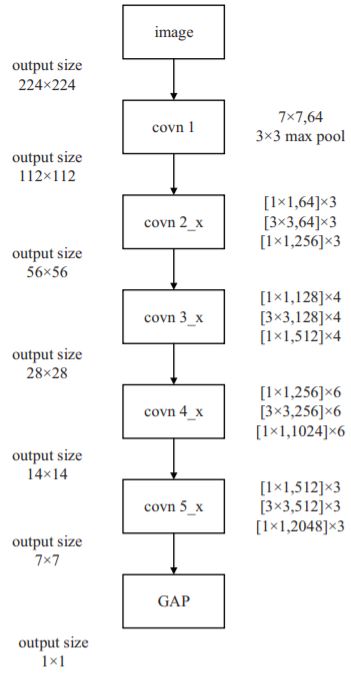 image
output size
224×224
covn 1
7×7,64
3×3 max pool
output size
112×112
covn 2_x
[1×1,64]×3
[3×3,64]×3
[1×1,256]×3
output size
56×56
covn 3_x
[1×1,128]×4
[3×3,128]×4
[1×1,512]×4
output size
28×28
covn 4_x
[1×1,256]×6
[3×3,256]×6
[1×1,1024]×6
output size
14×14
covn 5_x
[1×1,512]×3
[3×3,512]×3
[1×1,2048]×3
output size
7×7
GAP
output size
1×1